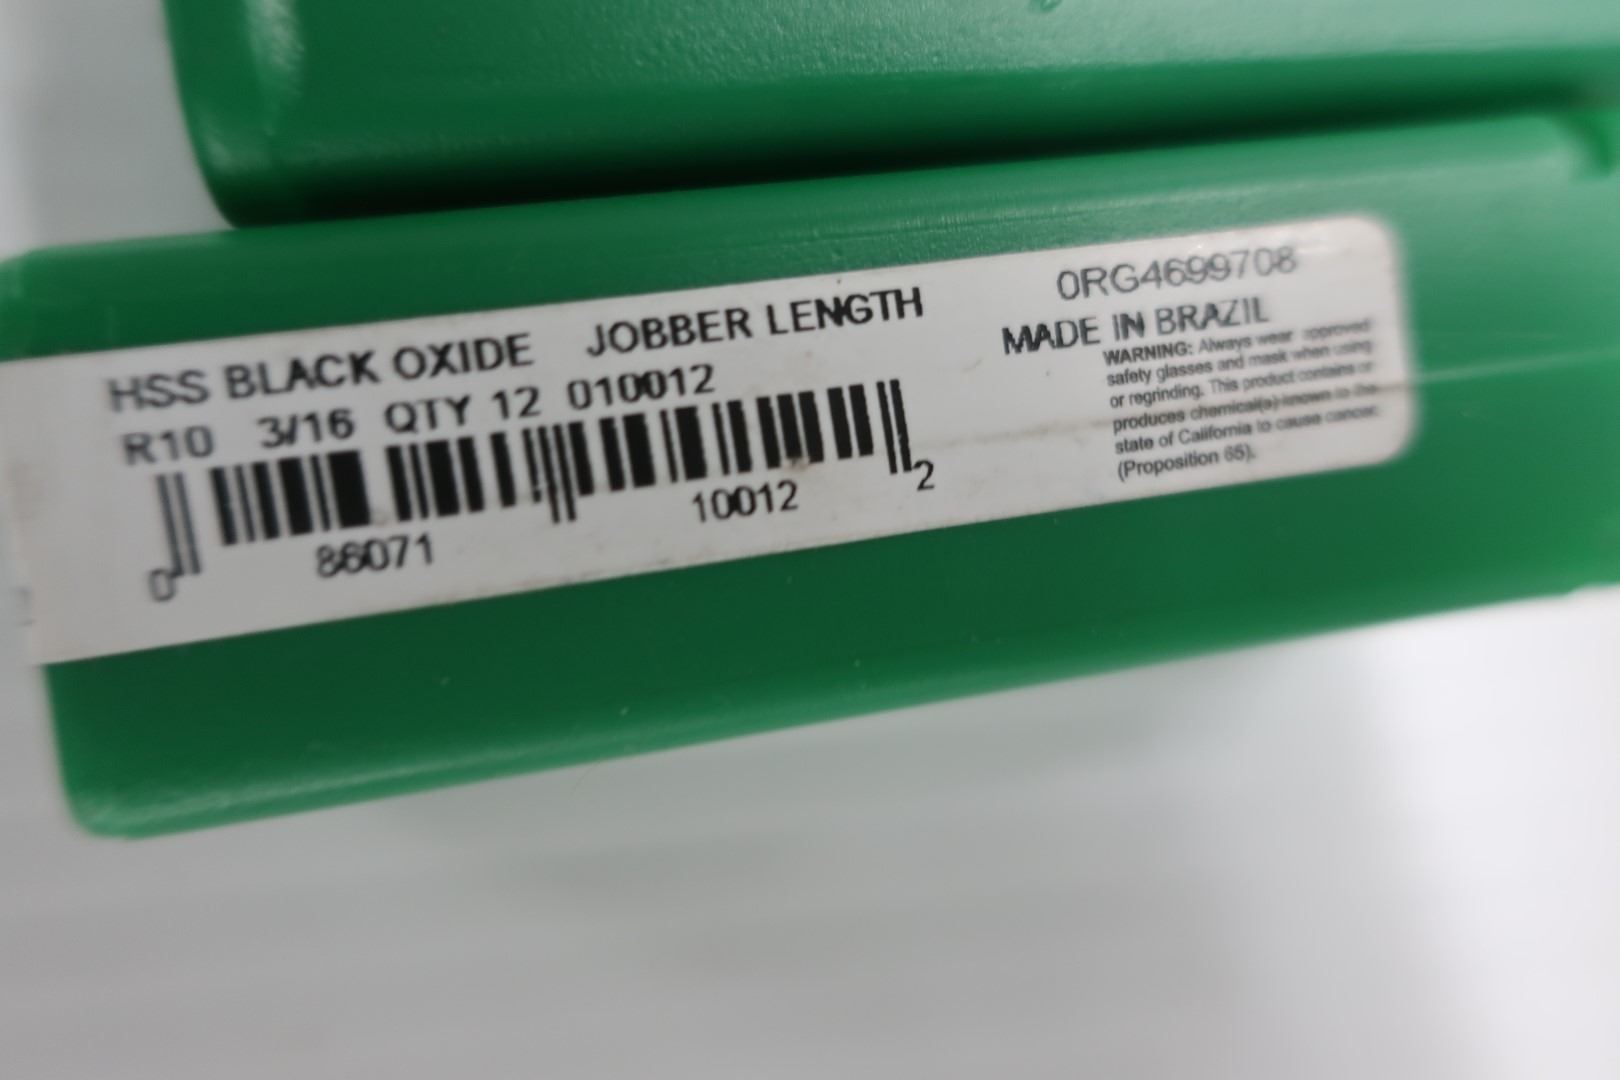 HSS BLACK OXIDE JOBBER LENGTH
R10 3/16 QTY 12 010012
0 86071 10012 2
0RG4699708
MADE IN BRAZIL
WARNING: Always wear approved
safety glasses and mask when using
or regrinding. This product contains or
produces chemical(s) known to the
state of California to cause cancer.
(Proposition 65).